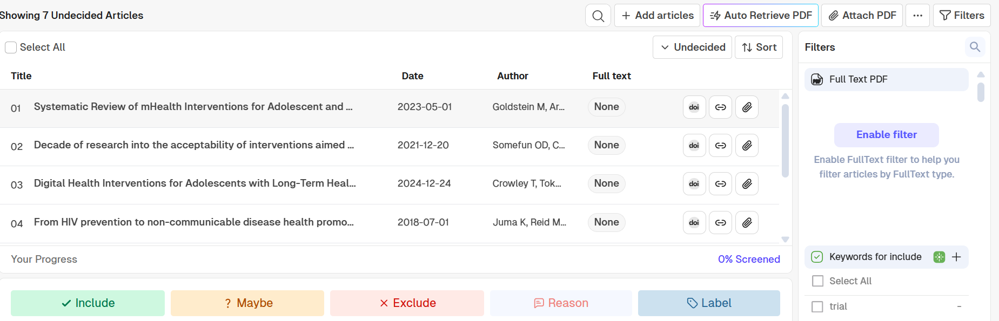 Showing 7 Undecided Articles
+ Add articles
Auto Retrieve PDF
Attach PDF
...
Filters
Select All
Undecided
Sort
Title Date Author Full text
01 Systematic Review of mHealth Interventions for Adolescent and ... 2023-05-01 Goldstein M, Ar... None doi
02 Decade of research into the acceptability of interventions aimed ... 2021-12-20 Somefun OD, C... None doi
03 Digital Health Interventions for Adolescents with Long-Term Heal... 2024-12-24 Crowley T, Tok... None doi
04 From HIV prevention to non-communicable disease health promo... 2018-07-01 Juma K, Reid M... None doi
Your Progress 0% Screened
Include
? Maybe
Exclude
Reason
Label
Filters
PDF Full Text PDF
Enable filter
Enable FullText filter to help you
filter articles by FullText type.
Keywords for include +
Select All
trial -